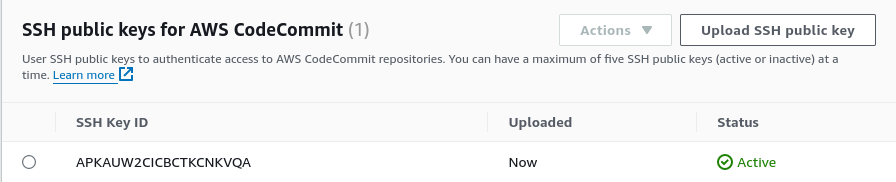 SSH public keys for AWS CodeCommit (1)
Actions
Upload SSH public key
User SSH public keys to authenticate access to AWS CodeCommit repositories. You can have a maximum of five SSH public keys (active or inactive) at a
time. Learn more
SSH Key ID Uploaded Status
APKAUW2CICBCTKCNKVQA Now Active